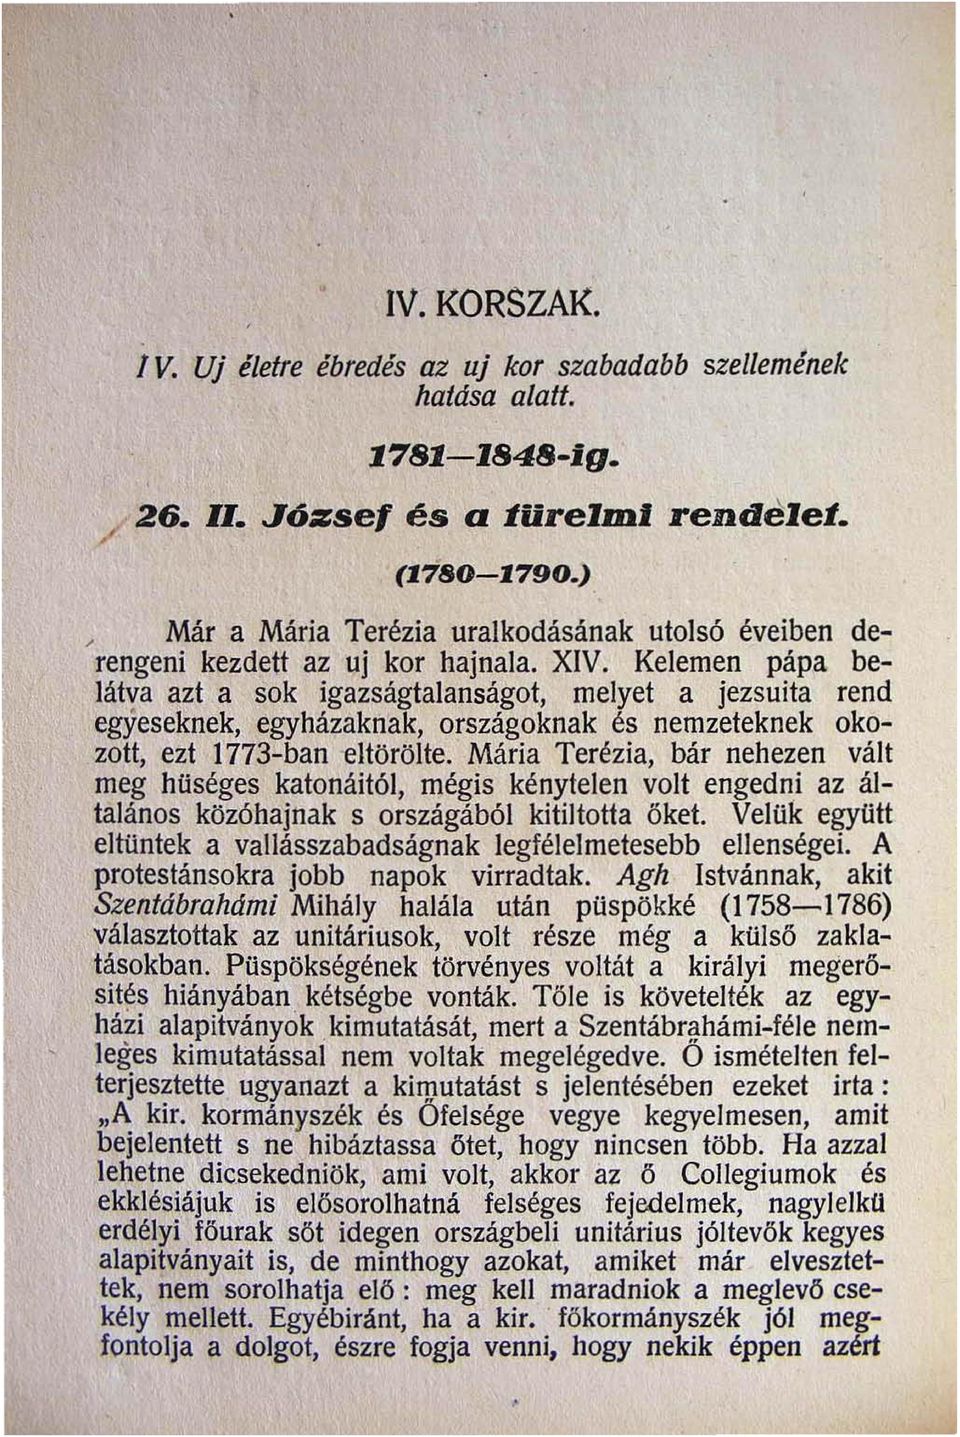 IV. KORSZAK.
IV. Uj életre ébredés az uj kor szabadabb szellemének
hatása alatt.
1781—1848-ig.
26. II. József és a türelmi rendelet.
(1780—1790.)
Már a Mária Terézia uralkodásának utolsó éveiben de-
rengeni kezdett az uj kor hajnala. XIV. Kelemen pápa be-
látva azt a sok igazságtalanságot, melyet a jezsuita rend
egyeseknek, egyházaknak, országoknak és nemzeteknek oko-
zott, ezt 1773-ban eltörölte. Mária Terézia, bár nehezen vált
meg hüséges katonáitól, mégis kénytelen volt engedni az ál-
talános közóhajnak s országából kitiltotta őket. Velük együtt
eltüntek a vallásszabadságnak legfélelmetesebb ellenségei. A
protestánsokra jobb napok virradtak. Agh Istvánnak, akit
Szentábrahámi Mihály halála után püspökké (1758—1786)
választottak az unitáriusok, volt része még a külső zakla-
tásokban. Püspökségének törvényes voltát a királyi megerő-
sités hiányában kétségbe vonták. Tőle is követelték az egy-
házi alapitványok kimutatását, mert a Szentábrahámi-féle nem-
leges kimutatással nem voltak megelégedve. Ő ismételten fel-
terjesztette ugyanazt a kimutatást s jelentésében ezeket irta :
„A kir. kormányszék és Őfelsége vegye kegyelmesen, amit
bejelentett s ne hibáztassa őtet, hogy nincsen több. Ha azzal
lehetne dicsekedniök, ami volt, akkor az ő Collegiumok és
ekklésiájuk is elősorolhatná felséges fejedelmek, nagylelkü
erdélyi főurak sőt idegen országbeli unitárius jóltevők kegyes
alapitványait is, de minthogy azokat, amiket már elvesztet-
tek, nem sorolhatja elő : meg kell maradniok a meglevő cse-
kély mellett. Egyébiránt, ha a kir. főkormányszék jól meg-
fontolja a dolgot, észre fogja venni, hogy nekik éppen azért